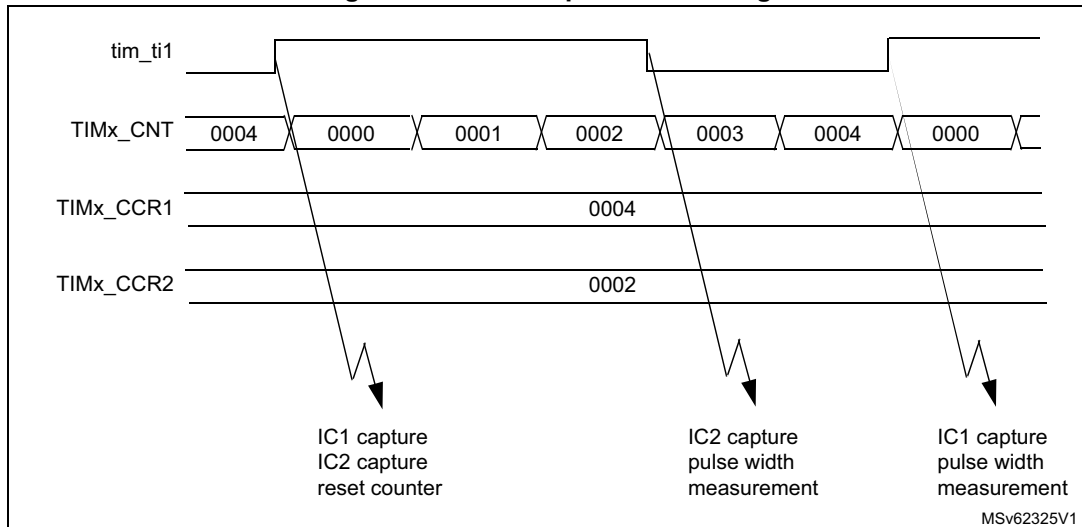 tim_ti1
TIMx_CNT 0004 0000 0001 0002 0003 0004 0000
TIMx_CCR1 0004
TIMx_CCR2 0002
IC1 capture
IC2 capture
reset counter
IC2 capture
pulse width
measurement
IC1 capture
pulse width
measurement
MSv62325V1